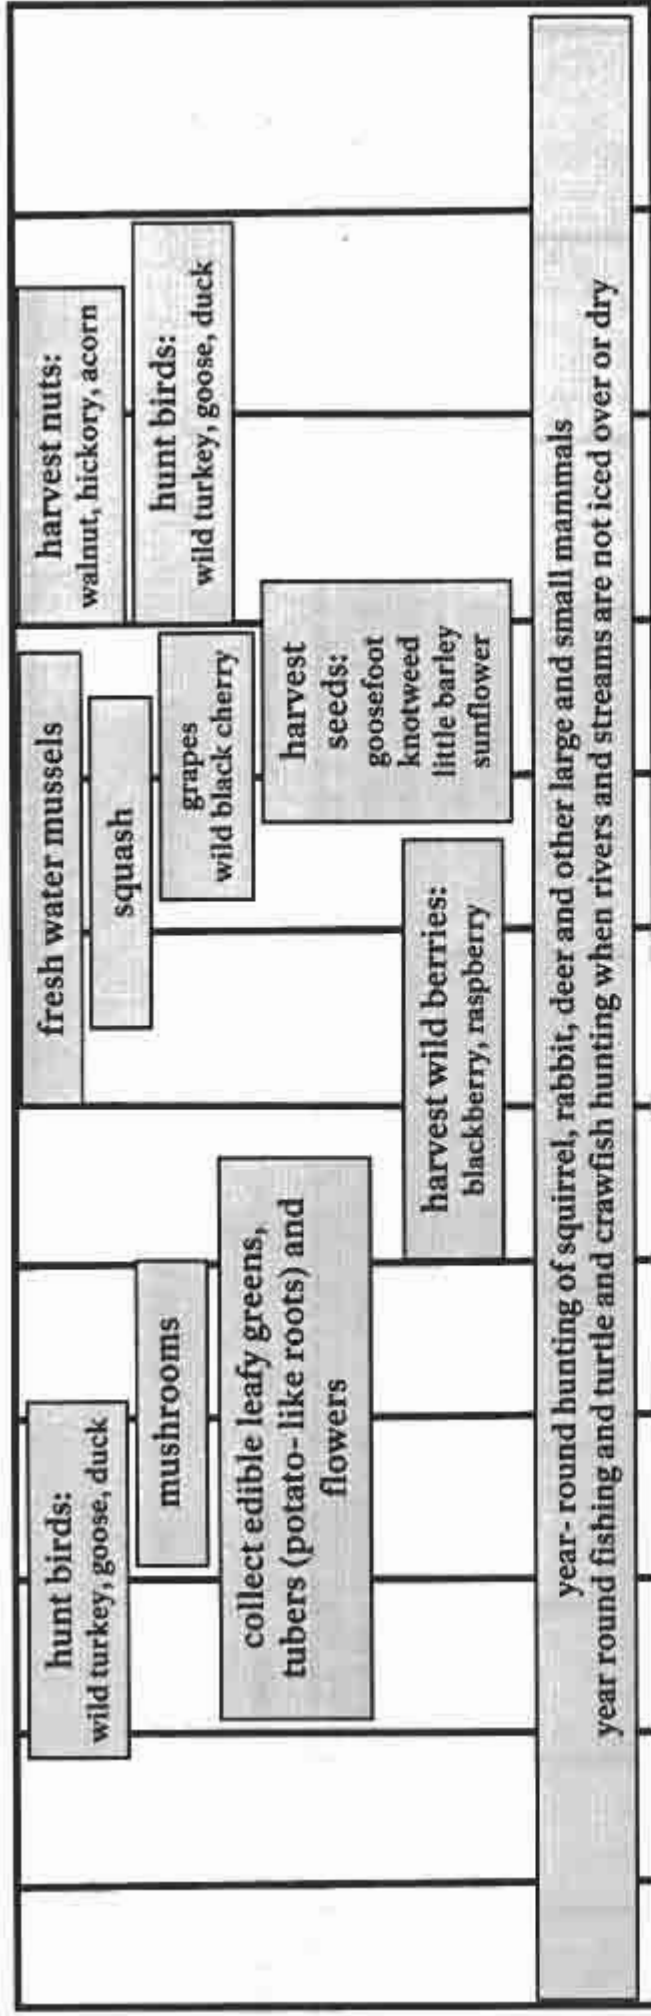 hunt birds:
wild turkey, goose, duck
mushrooms
collect edible leafy greens,
tubers (potato- like roots) and
flowers
harvest wild berries:
blackberry, raspberry
fresh water mussels
squash
grapes
wild black cherry
harvest
seeds:
goosefoot
knotweed
little barley
sunflower
harvest nuts:
walnut, hickory, acorn
hunt birds:
wild turkey, goose, duck
year- round hunting of squirrel, rabbit, deer and other large and small mammals
year round fishing and turtle and crawfish hunting when rivers and streams are not iced over or dry